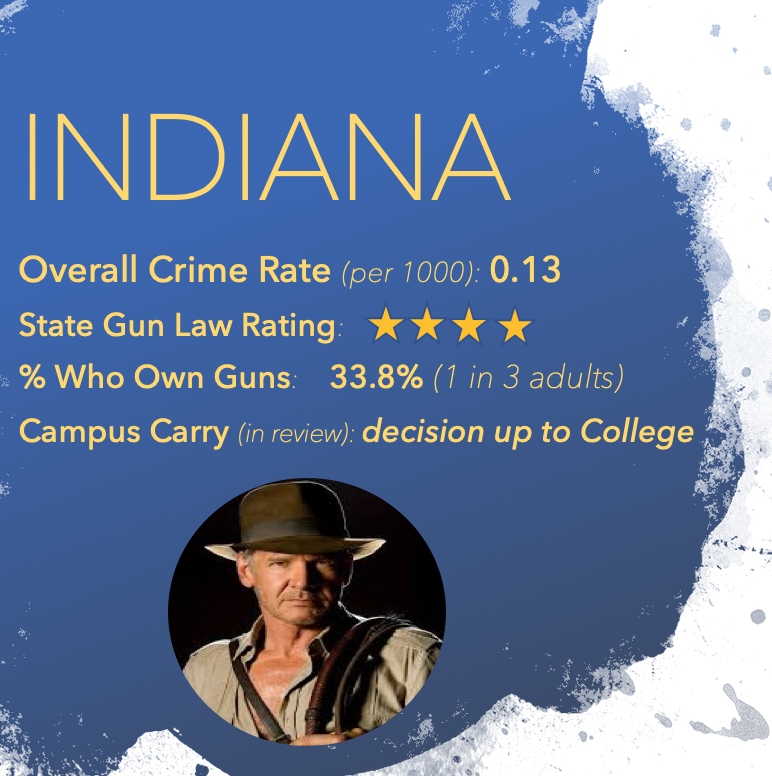 INDIANA
Overall Crime Rate (per 1000): 0.13
State Gun Law Rating: ★★★★
% Who Own Guns: 33.8% (1 in 3 adults)
Campus Carry (in review): decision up to College